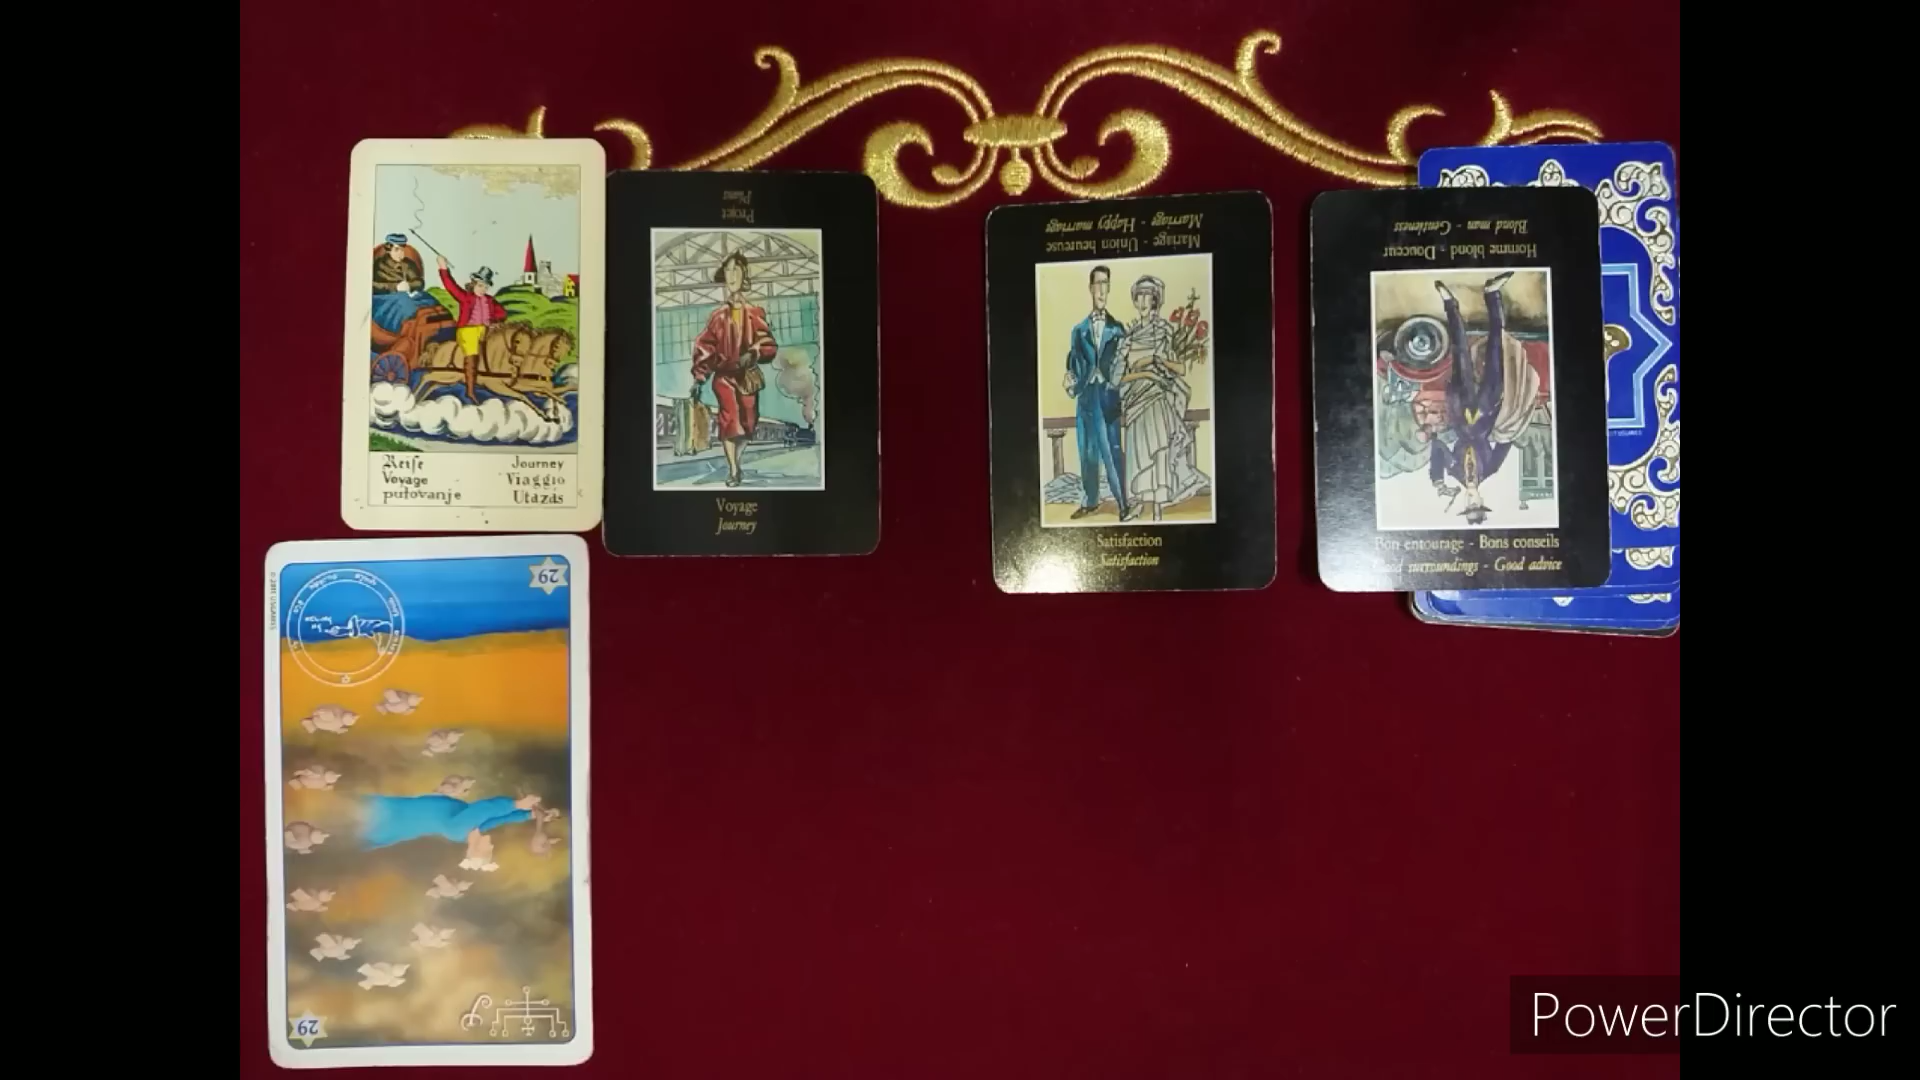 Reise
Voyage
putovanje
Journey
Viaggio
Utazás
Plans
Projet
Voyage
Journey
Marriage - Happy marriage
Mariage - Union heureuse
Satisfaction
Satisfaction
Blond man - Gentleness
Homme blond - Douceur
Bon entourage - Bons conseils
Good surroundings - Good advice
29
29
PowerDirector